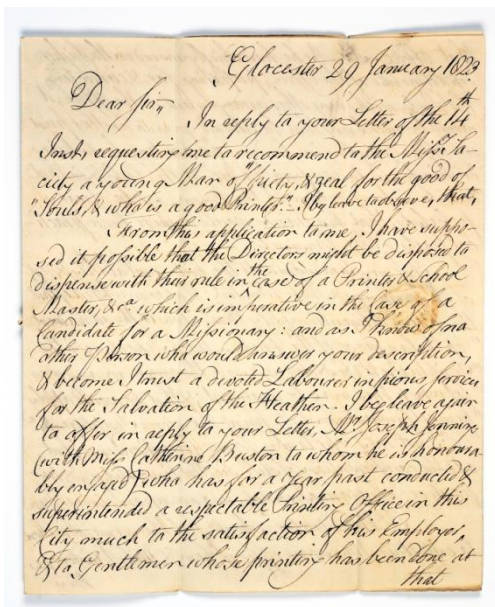 Glocester 29 January 1823
Dear Sir,,
In reply to your Letter of the 14th
Inst, requesting me to recommend to the Missy So-
ciety a young Man of "Piety, & zeal for the good of
"Souls, & who is a good Printer." I beg leave to observe, that,
From this application to me, I have suppo-
sed it possible that the Directors might be disposed to
dispense with their rule in the case of a Printer & School
Master, &ca which is imperative in the case of a
Candidate for a Missionary: and as I know of no
other Person who would answer your description,
& become I trust a devoted Labourer in pious services
for the Salvation of the Heathen. I beg leave again
to offer in reply to your Letter, Mr Joseph Jennins
(with Miss Catherine Buston to whom he is honoura-
bly engaged) who has for a Year past conducted &
superintended a respectable Printing Office in this
City much to the satisfaction of his Employer,
& to Gentlemen whose printing has been done at
that